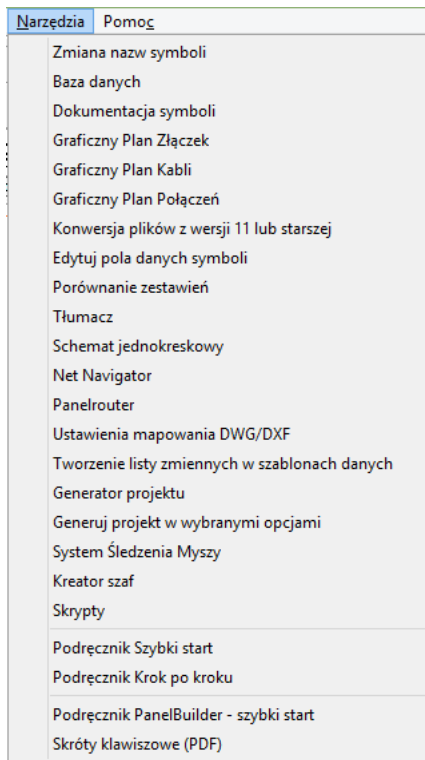 Narzędzia Pomoc
Zmiana nazw symboli
Baza danych
Dokumentacja symboli
Graficzny Plan Złączek
Graficzny Plan Kabli
Graficzny Plan Połączeń
Konwersja plików z wersji 11 lub starszej
Edytuj pola danych symboli
Porównanie zestawień
Tłumacz
Schemat jednokreskowy
Net Navigator
Panelrouter
Ustawienia mapowania DWG/DXF
Tworzenie listy zmiennych w szablonach danych
Generator projektu
Generuj projekt w wybranymi opcjami
System Śledzenia Myszy
Kreator szaf
Skrypty
Podręcznik Szybki start
Podręcznik Krok po kroku
Podręcznik PanelBuilder - szybki start
Skróty klawiszowe (PDF)